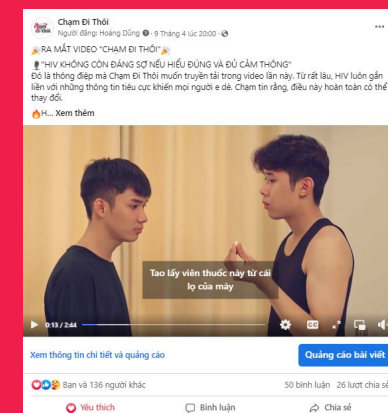 Chạm Đi Thôi
Người đăng: Hoàng Dũng · 9 Tháng 4 lúc 20:00 ·
RA MẮT VIDEO "CHẠM ĐI THÔI"
"HIV KHÔNG CÒN ĐÁNG SỢ NẾU HIỂU ĐÚNG VÀ ĐỦ CẢM THÔNG"
Đó là thông điệp mà Chạm Đi Thôi muốn truyền tải trong video lần này. Từ rất lâu, HIV luôn gắn
liền với những thông tin tiêu cực khiến mọi người e dè. Chạm tin rằng, điều này hoàn toàn có thể
thay đổi.
H... Xem thêm
Tao lấy viên thuốc này từ cái
lọ của mày
0:13 / 2:44
CC
Xem thông tin chi tiết và quảng cáo
Quảng cáo bài viết
Bạn và 136 người khác
50 bình luận 26 lượt chia sẻ
Yêu thích
Bình luận
Chia sẻ